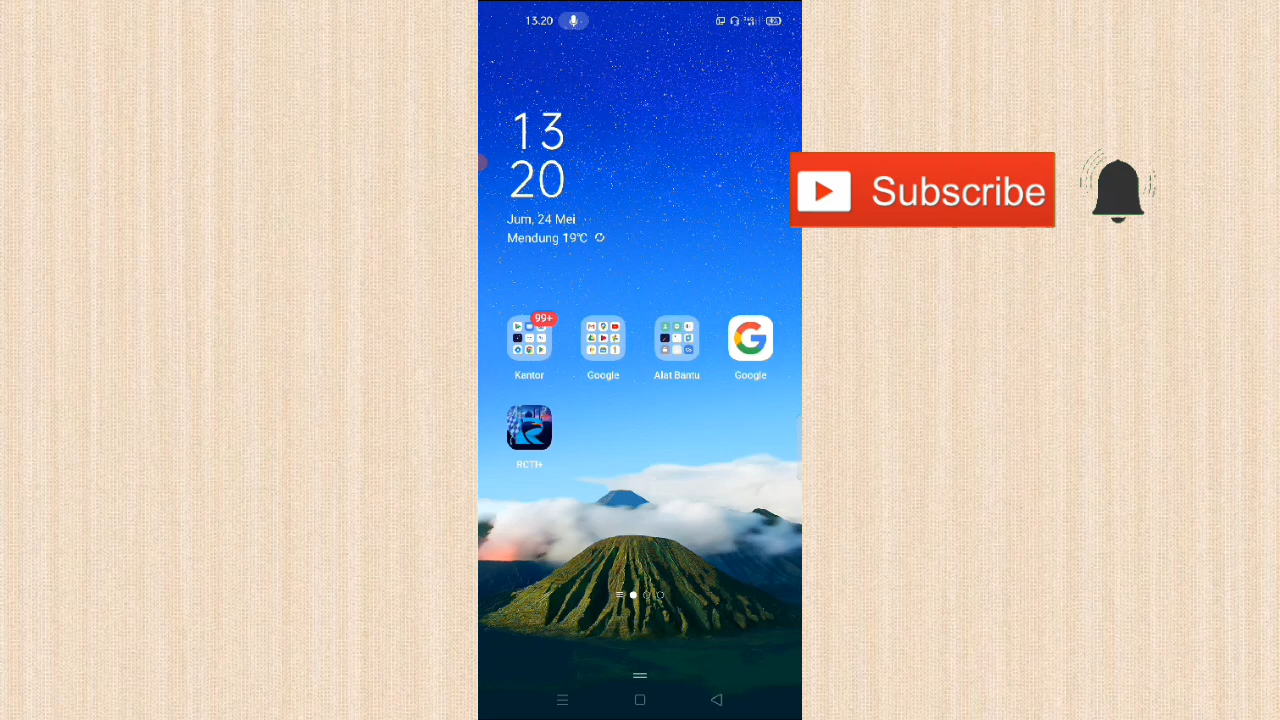 13.20
13
20
Jum, 24 Mei
Mendung 19°C
Subscribe
99+
Kantor
Google
Alat Bantu
Google
RCTI+